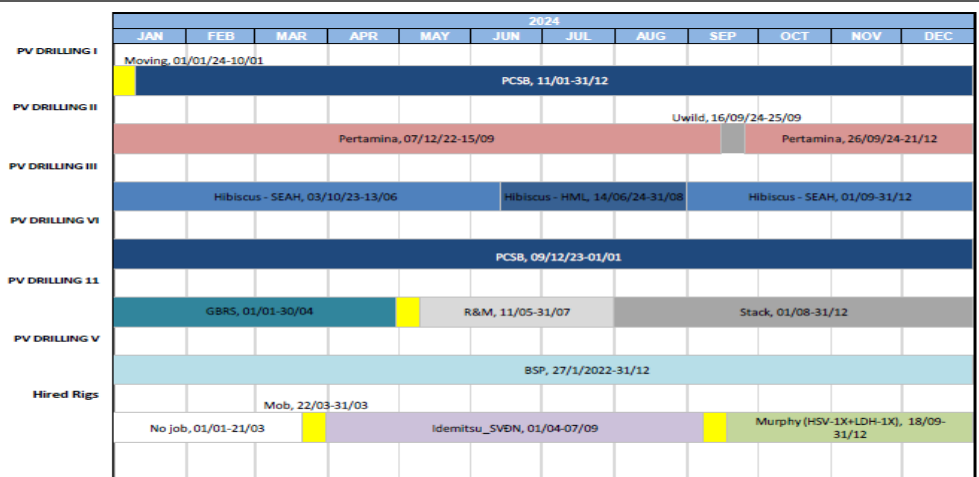 2024
JAN FEB MAR APR MAY JUN JUL AUG SEP OCT NOV DEC
PV DRILLING I
Moving, 01/01/24-10/01
PCSB, 11/01-31/12
PV DRILLING II
Uwild, 16/09/24-25/09
Pertamina, 07/12/22-15/09 Pertamina, 26/09/24-21/12
PV DRILLING III
Hibiscus - SEAH, 03/10/23-13/06 Hibiscus - HML, 14/06/24-31/08 Hibiscus - SEAH, 01/09-31/12
PV DRILLING VI
PCSB, 09/12/23-01/01
PV DRILLING 11
GBRS, 01/01-30/04 R&M, 11/05-31/07 Stack, 01/08-31/12
PV DRILLING V
BSP, 27/1/2022-31/12
Hired Rigs
Mob, 22/03-31/03
No job, 01/01-21/03 Idemitsu_SVĐN, 01/04-07/09 Murphy (HSV-1X+LDH-1X), 18/09-
31/12